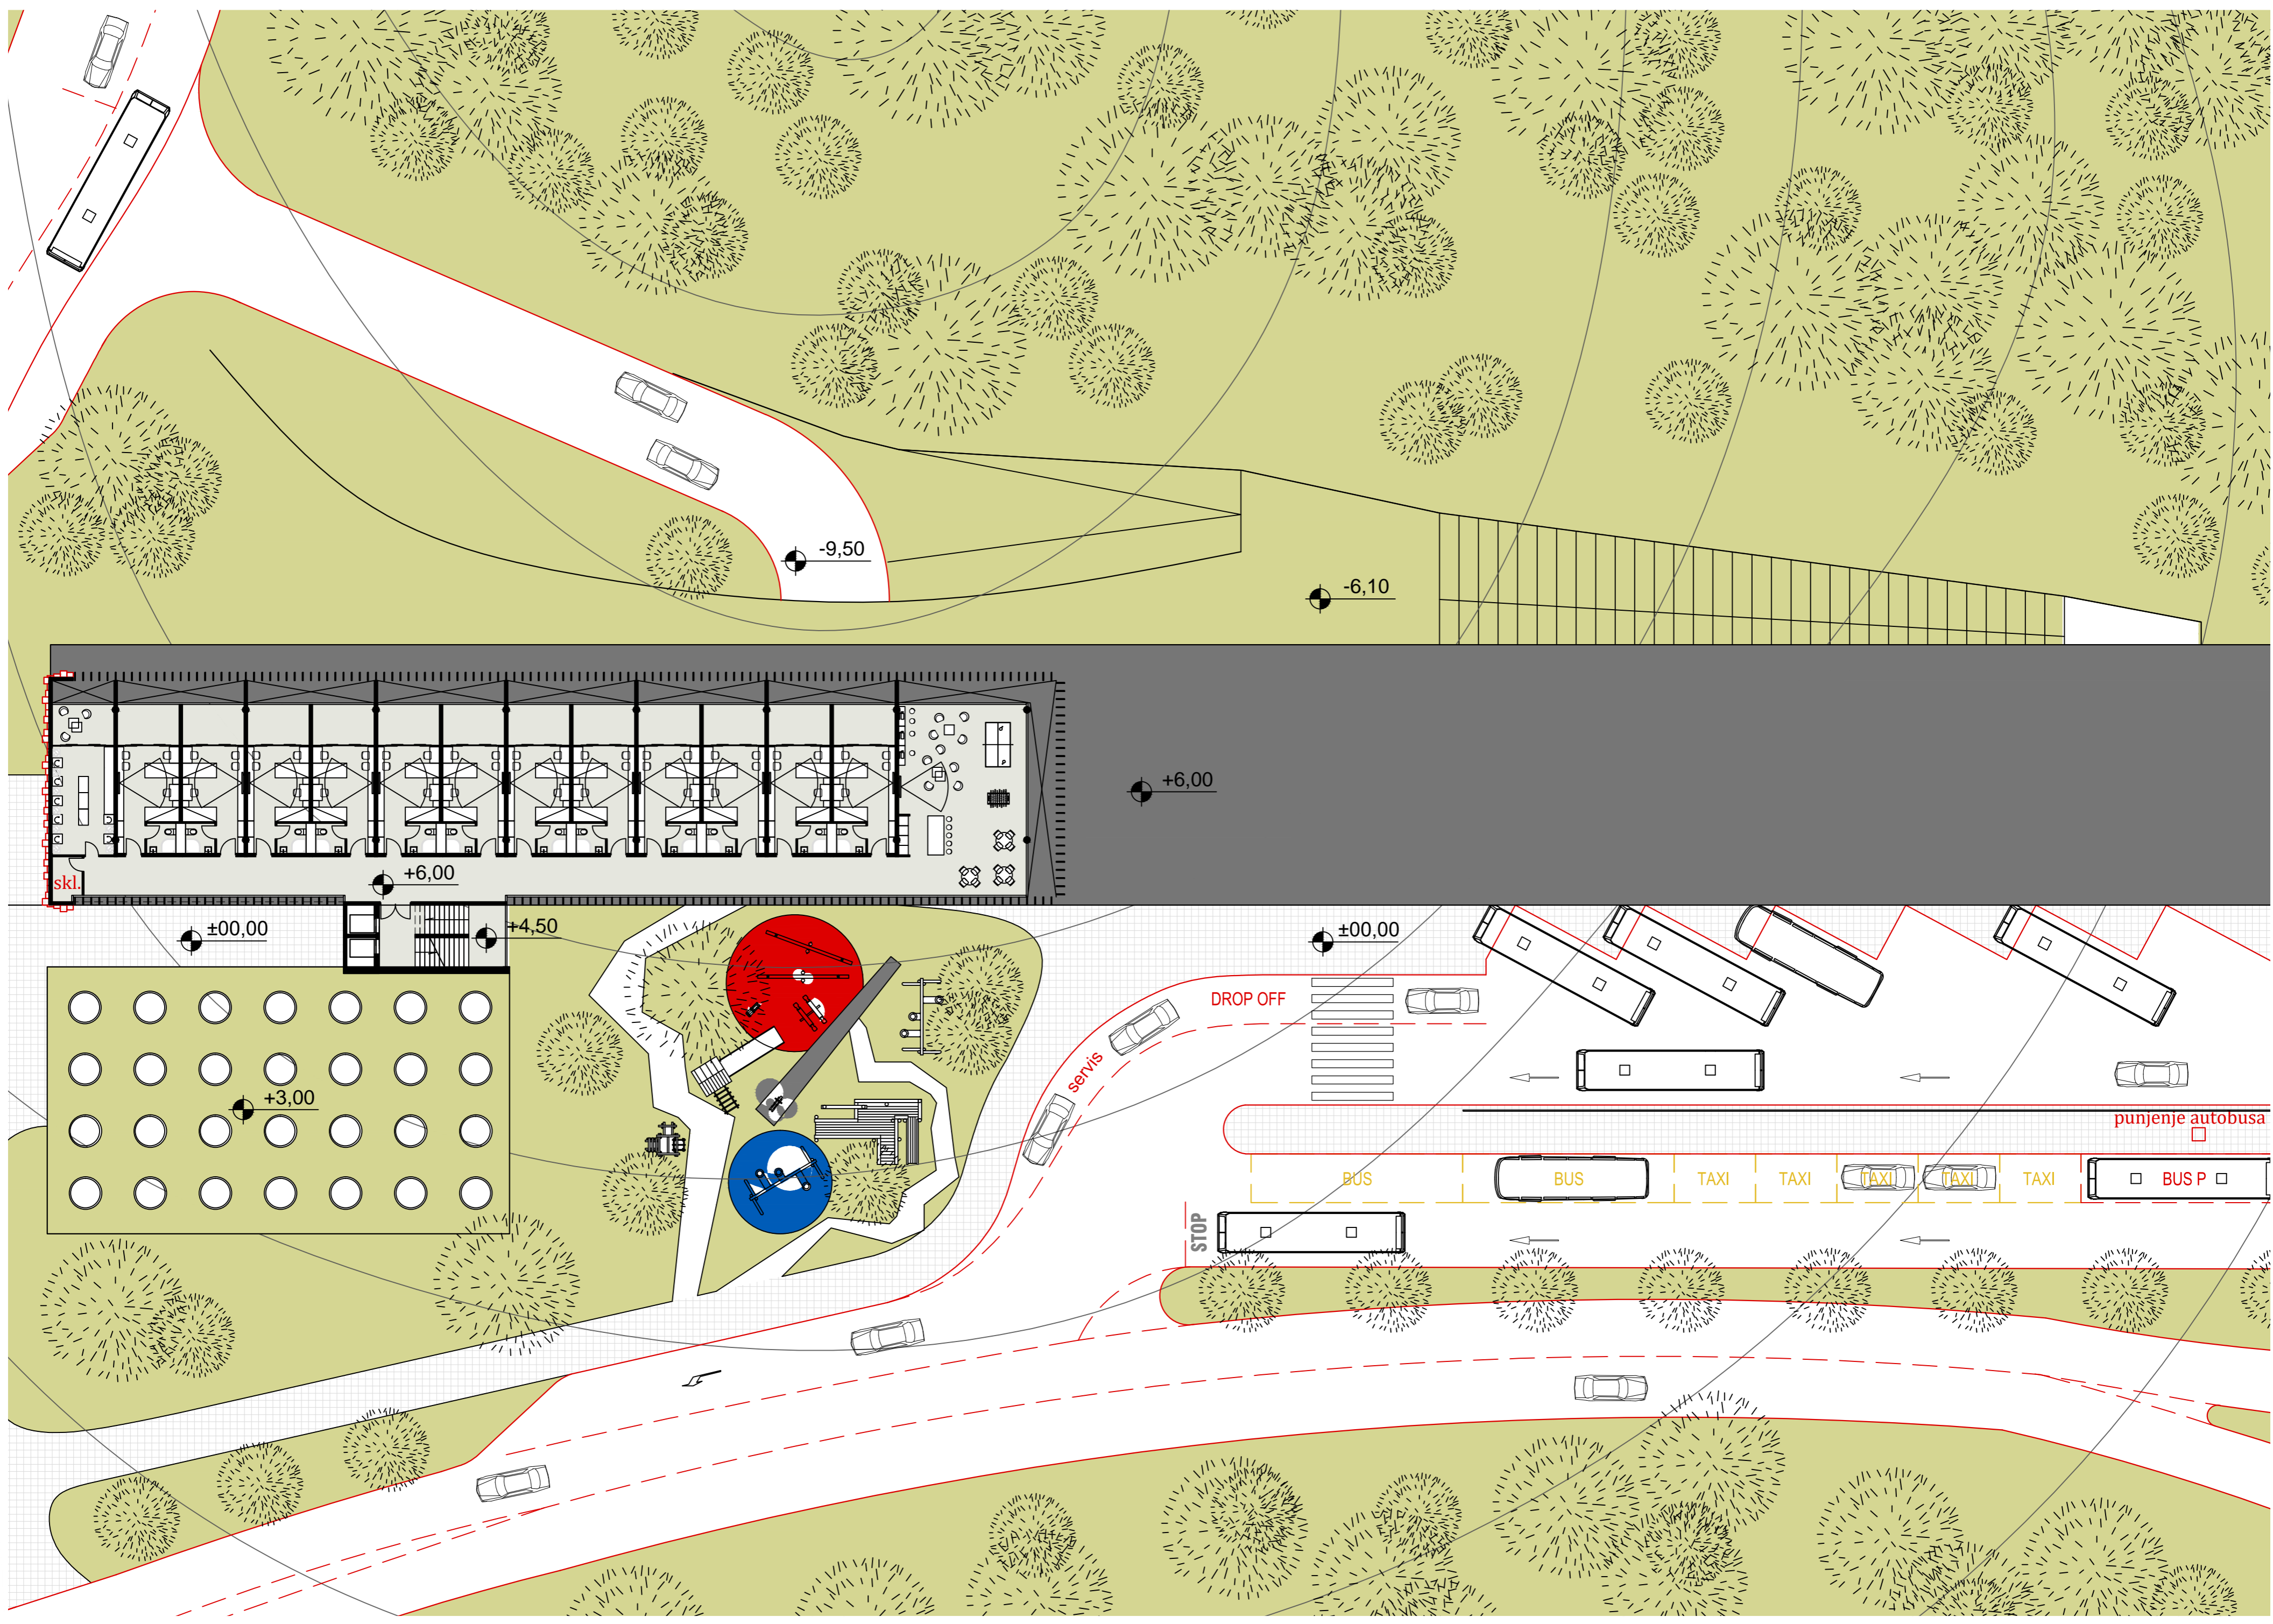 -9,50
-6,10
+6,00
+6,00
skl.
±00,00
+4,50
±00,00
DROP OFF
servis
+3,00
punjenje autobusa
BUS
BUS
TAXI
TAXI
TAXI
TAXI
TAXI
BUS P
STOP